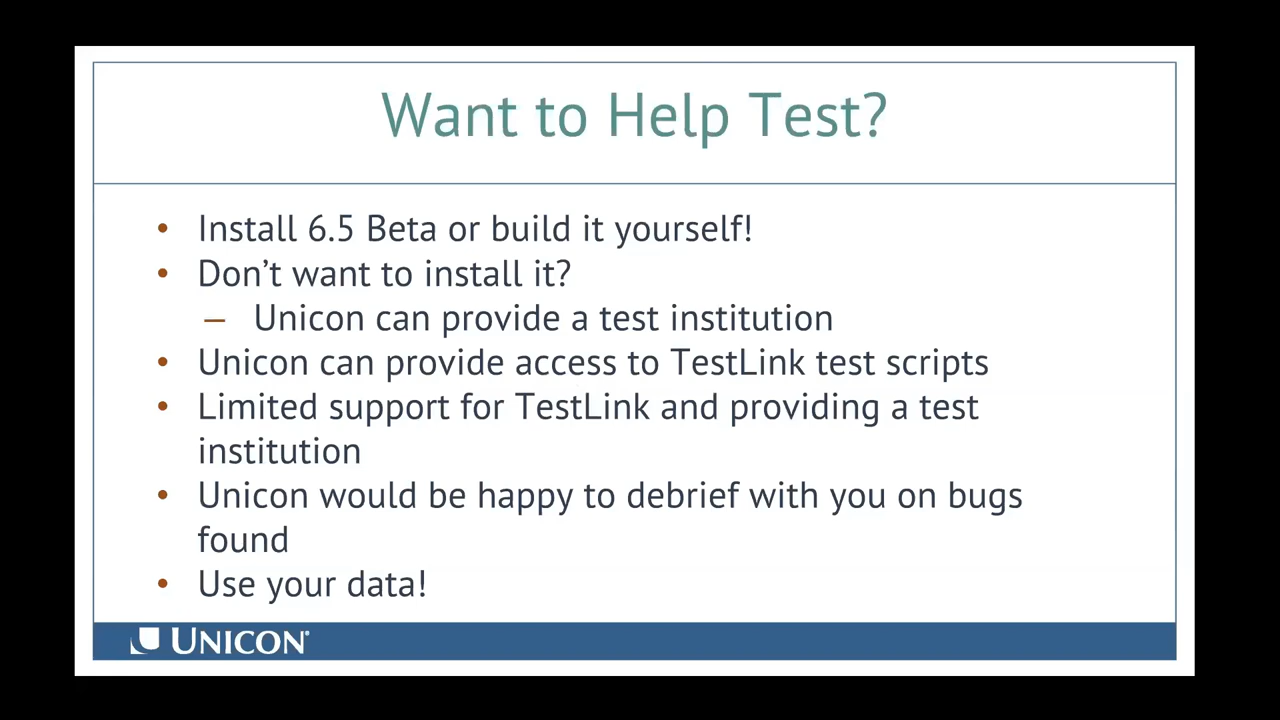 Want to Help Test?
• Install 6.5 Beta or build it yourself!
• Don’t want to install it?
– Unicon can provide a test institution
• Unicon can provide access to TestLink test scripts
• Limited support for TestLink and providing a test
institution
• Unicon would be happy to debrief with you on bugs
found
• Use your data!
UNICON®